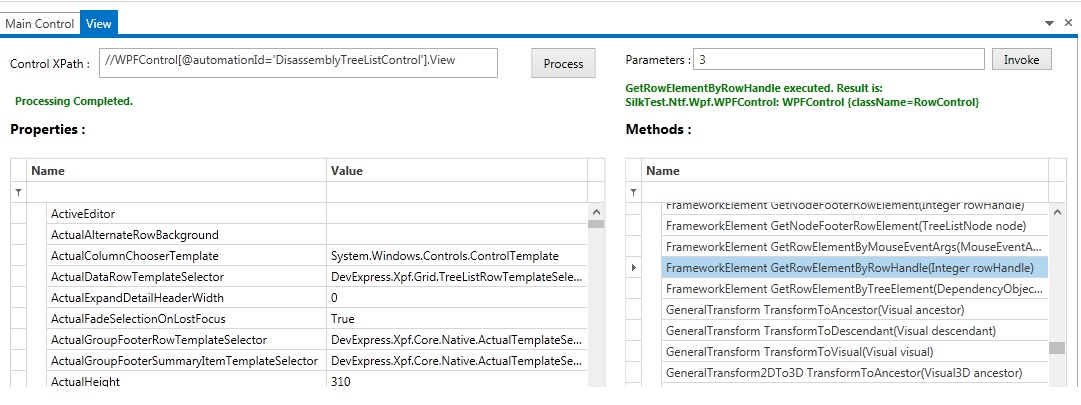 Main Control View
Control XPath : //WPFControl[@automationId='DisassemblyTreeListControl'].View Process
Processing Completed.
Properties :
Name Value
ActiveEditor
ActualAlternateRowBackground
ActualColumnChooserTemplate System.Windows.Controls.ControlTemplate
ActualDataRowTemplateSelector DevExpress.Xpf.Grid.TreeListRowTemplateSele...
ActualExpandDetailHeaderWidth 0
ActualFadeSelectionOnLostFocus True
ActualGroupFooterRowTemplateSelector DevExpress.Xpf.Core.Native.ActualTemplateSe...
ActualGroupFooterSummaryItemTemplateSelector DevExpress.Xpf.Core.Native.ActualTemplateSe...
ActualHeight 310
Parameters : 3 Invoke
GetRowElementByRowHandle executed. Result is:
SilkTest.Ntf.Wpf.WPFControl: WPFControl {className=RowControl}
Methods :
Name
FrameworkElement GetNodeFooterRowElement(Integer rowHandle)
FrameworkElement GetNodeFooterRowElement(TreeListNode node)
FrameworkElement GetRowElementByMouseEventArgs(MouseEventA...
FrameworkElement GetRowElementByRowHandle(Integer rowHandle)
FrameworkElement GetRowElementByTreeElement(DependencyObjec...
GeneralTransform TransformToAncestor(Visual ancestor)
GeneralTransform TransformToDescendant(Visual descendant)
GeneralTransform TransformToVisual(Visual visual)
GeneralTransform2DTo3D TransformToAncestor(Visual3D ancestor)